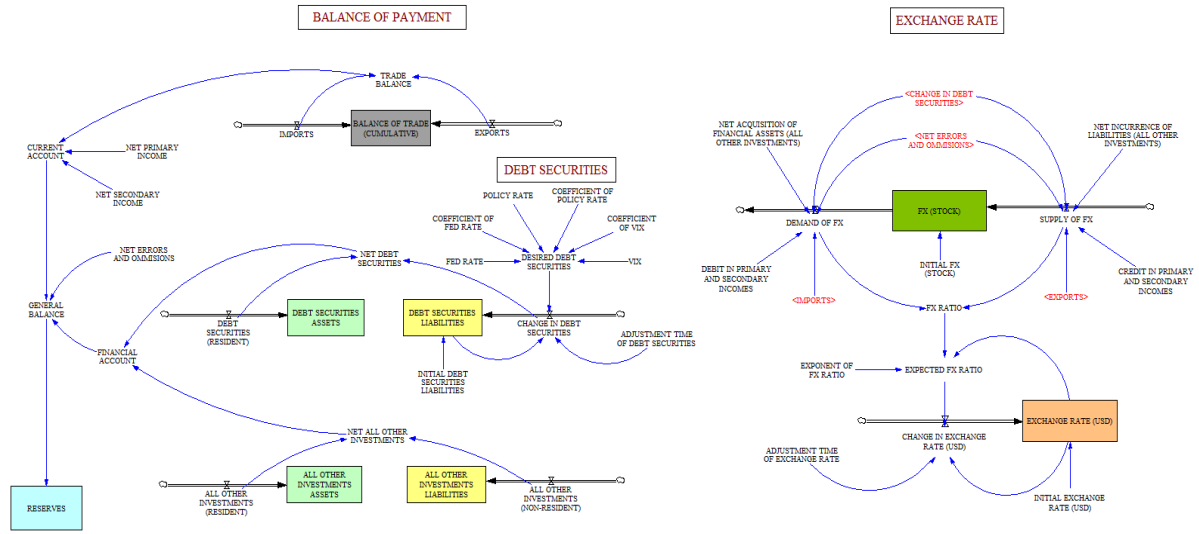 BALANCE OF PAYMENT
TRADE
BALANCE
IMPORTS
BALANCE OF TRADE
(CUMULATIVE)
EXPORTS
CURRENT
ACCOUNT
NET PRIMARY
INCOME
NET SECONDARY
INCOME
DEBT SECURITIES
POLICY RATE
COEFFICIENT OF
POLICY RATE
COEFFICIENT OF
FED RATE
COEFFICIENT
OF VIX
NET ERRORS
AND OMMISIONS
NET DEBT
SECURITIES
FED RATE
DESIRED DEBT
SECURITIES
VIX
GENERAL
BALANCE
DEBT
SECURITIES
(RESIDENT)
DEBT SECURITIES
ASSETS
DEBT SECURITIES
LIABILITIES
CHANGE IN DEBT
SECURITIES
ADJUSTMENT TIME
OF DEBT SECURITIES
FINANCIAL
ACCOUNT
INITIAL DEBT
SECURITIES
LIABILITIES
NET ALL OTHER
INVESTMENTS
ALL OTHER
INVESTMENTS
(RESIDENT)
ALL OTHER
INVESTMENTS
ASSETS
ALL OTHER
INVESTMENTS
LIABILITIES
ALL OTHER
INVESTMENTS
(NON-RESIDENT)
RESERVES
EXCHANGE RATE
<CHANGE IN DEBT
SECURITIES>
NET ACQUISITION OF
FINANCIAL ASSETS (ALL
OTHER INVESTMENTS)
<NET ERRORS
AND OMMISIONS>
NET INCURRENCE OF
LIABILITIES (ALL OTHER
INVESTMENTS)
DEMAND OF FX
FX (STOCK)
SUPPLY OF FX
DEBIT IN PRIMARY
AND SECONDARY
INCOMES
INITIAL FX
(STOCK)
CREDIT IN PRIMARY
AND SECONDARY
INCOMES
<IMPORTS>
<EXPORTS>
FX RATIO
EXPONENT OF
FX RATIO
EXPECTED FX RATIO
EXCHANGE RATE (USD)
CHANGE IN EXCHANGE
RATE (USD)
ADJUSTMENT TIME
OF EXCHANGE RATE
INITIAL EXCHANGE
RATE (USD)